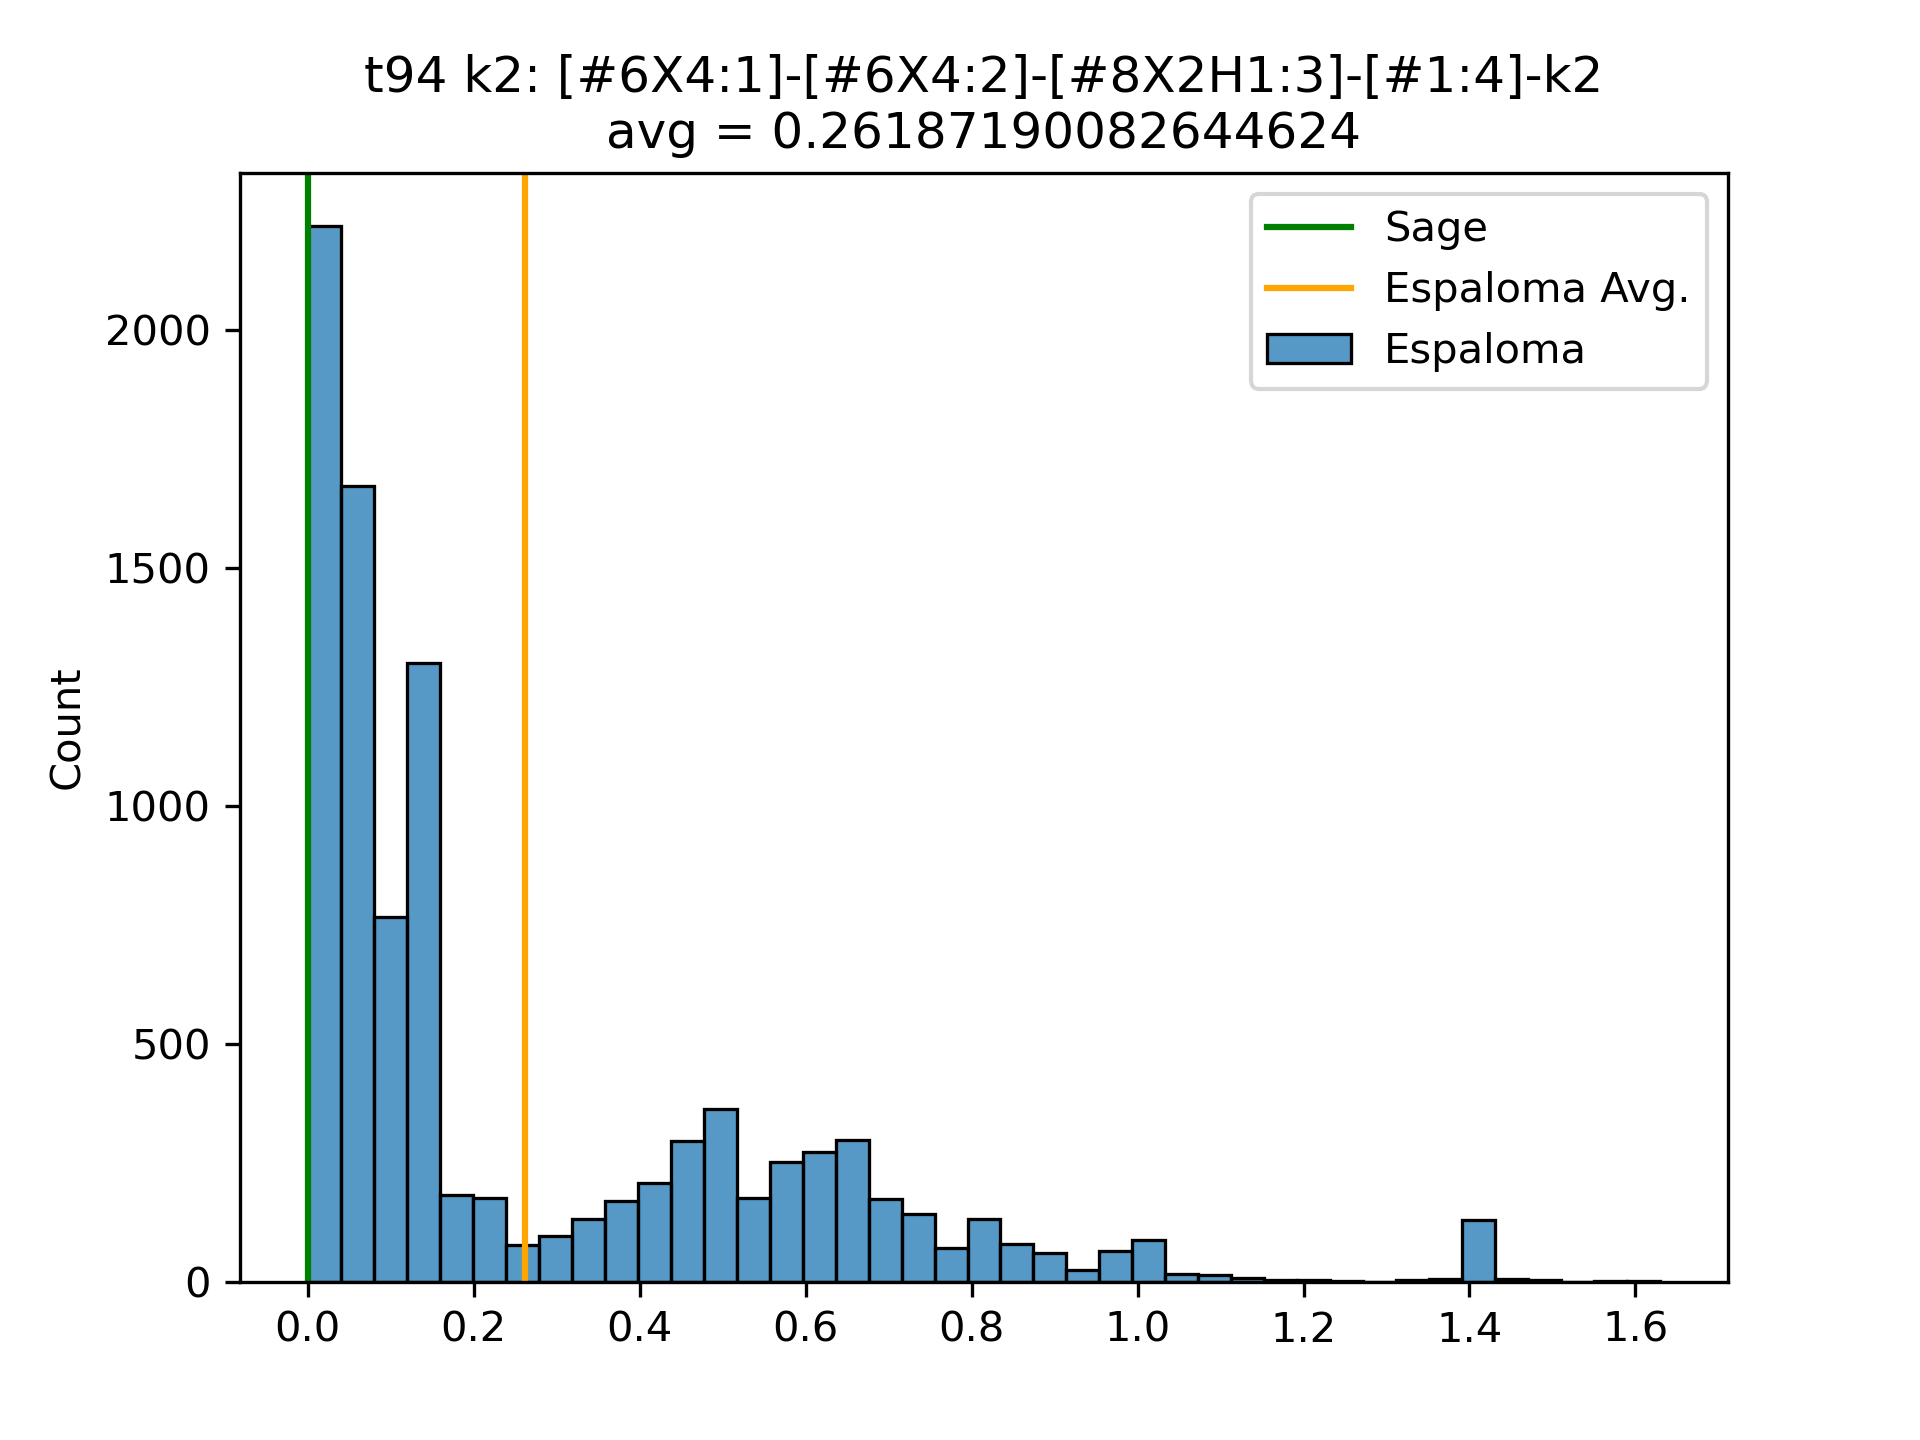 t94 k2: [#6X4:1]-[#6X4:2]-[#8X2H1:3]-[#1:4]-k2
avg = 0.26187190082644624
Sage
Espaloma Avg.
Espaloma
Count
2000
1500
1000
500
0
0.0 0.2 0.4 0.6 0.8 1.0 1.2 1.4 1.6